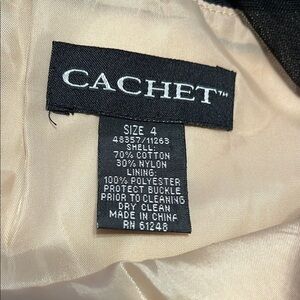 CACHET™
SIZE 4
48357/11263
SHELL:
70% COTTON
30% NYLON
LINING:
100% POLYESTER
PROTECT BUCKLE
PRIOR TO CLEANING
DRY CLEAN
MADE IN CHINA
RN 61248